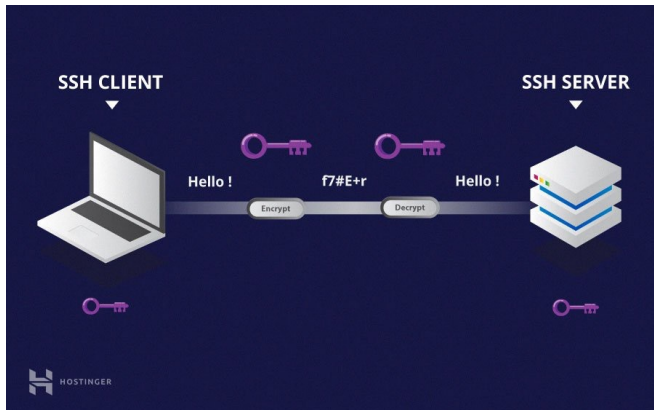 SSH CLIENT
SSH SERVER
Hello !
f7#E+r
Hello !
Encrypt
Decrypt
HOSTINGER